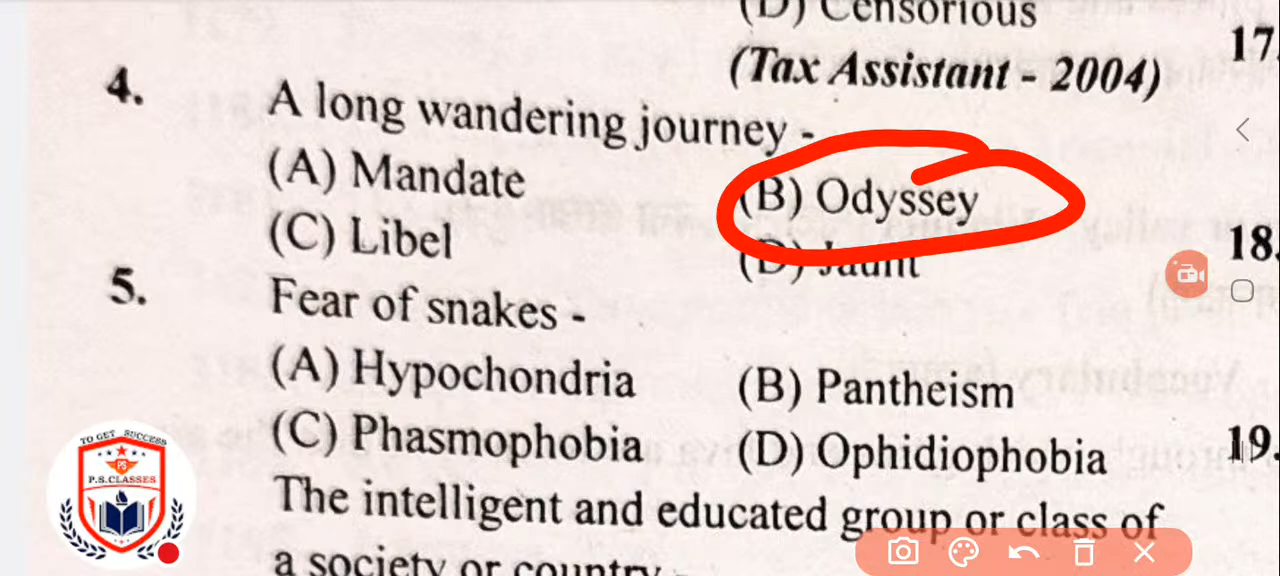 (D) Censorious
(Tax Assistant - 2004)
17.
4. A long wandering journey -
(A) Mandate (B) Odyssey
(C) Libel (D) Jaunt
18.
5. Fear of snakes -
(A) Hypochondria (B) Pantheism
(C) Phasmophobia (D) Ophidiophobia
19.
The intelligent and educated group or class of
a society or country -
TO GET SUCCESS
PS
P.S.CLASSES